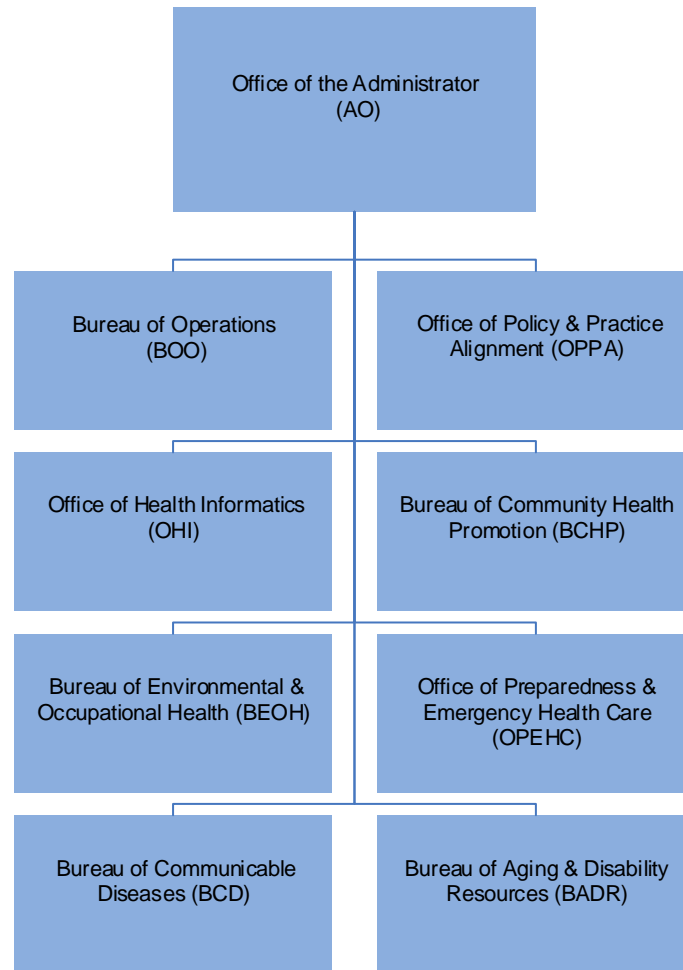 Office of the Administrator
(AO)
Bureau of Operations
(BOO)
Office of Policy & Practice
Alignment (OPPA)
Office of Health Informatics
(OHI)
Bureau of Community Health
Promotion (BCHP)
Bureau of Environmental &
Occupational Health (BEOH)
Office of Preparedness &
Emergency Health Care
(OPEHC)
Bureau of Communicable
Diseases (BCD)
Bureau of Aging & Disability
Resources (BADR)